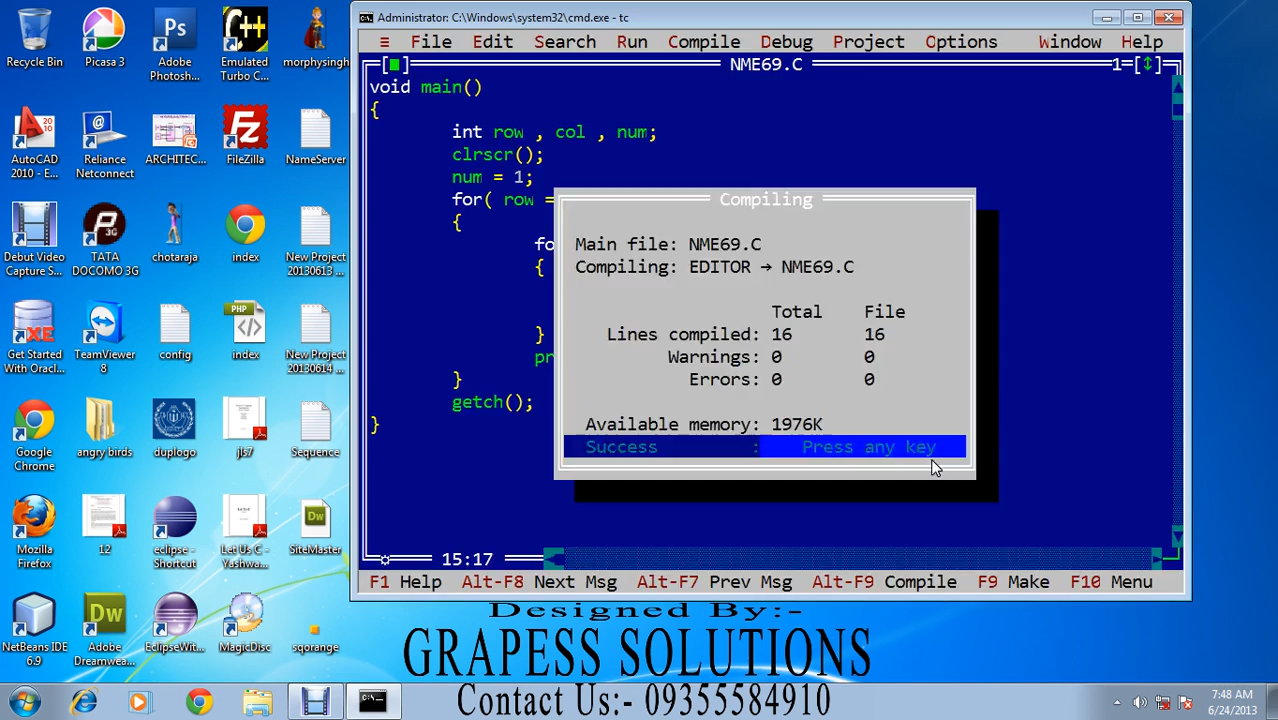 Recycle Bin
Picasa 3
Adobe Photosh...
C++
Emulated Turbo C...
morphysingh
AutoCAD 2010 - E...
Reliance Netconnect
ARCHITEC...
FileZilla
NameServer
Debut Video Capture S...
TATA DOCOMO 3G
chotaraja
index
New Project 20130613 ...
Get Started With Oracl...
TeamViewer 8
config
PHP
index
New Project 20130614 ...
Google Chrome
angry birds
duplogo
jls7
Sequence
Mozilla Firefox
12
eclipse - Shortcut
Let Us C - Yashwa...
SiteMaster
NetBeans IDE 6.9
Adobe Dreamwea...
EclipseWit...
MagicDisc
sqorange
Administrator: C:\Windows\system32\cmd.exe - tc
≡ File Edit Search Run Compile Debug Project Options Window Help
NME69.C 1=[↕]
void main()
{
int row , col , num;
clrscr();
num = 1;
for( row =
{
fo
{
}
pr
}
getch();
}
Compiling
Main file: NME69.C
Compiling: EDITOR → NME69.C
Total File
Lines compiled: 16 16
Warnings: 0 0
Errors: 0 0
Available memory: 1976K
Success : Press any key
15:17
F1 Help Alt-F8 Next Msg Alt-F7 Prev Msg Alt-F9 Compile F9 Make F10 Menu
Designed By:-
GRAPESS SOLUTIONS
Contact Us:- 09355584910
7:48 AM
6/24/2013